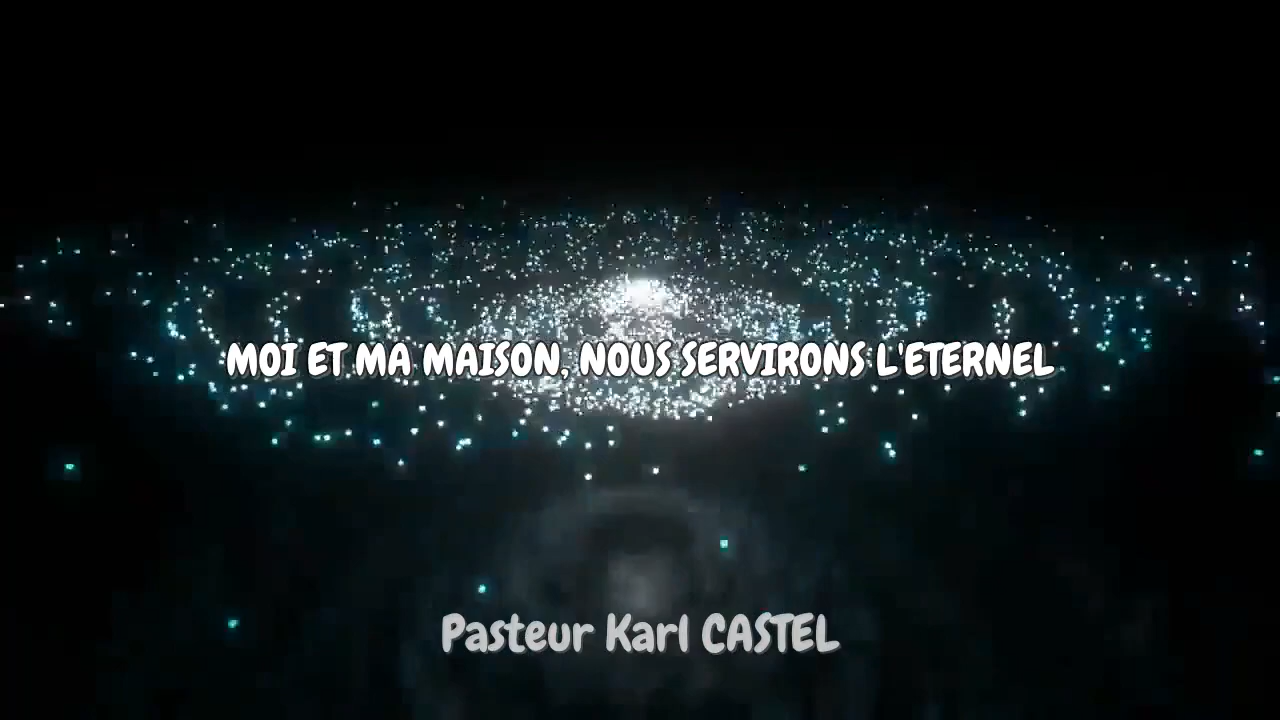 MOI ET MA MAISON, NOUS SERVIRONS L'ETERNEL
Pasteur Karl CASTEL